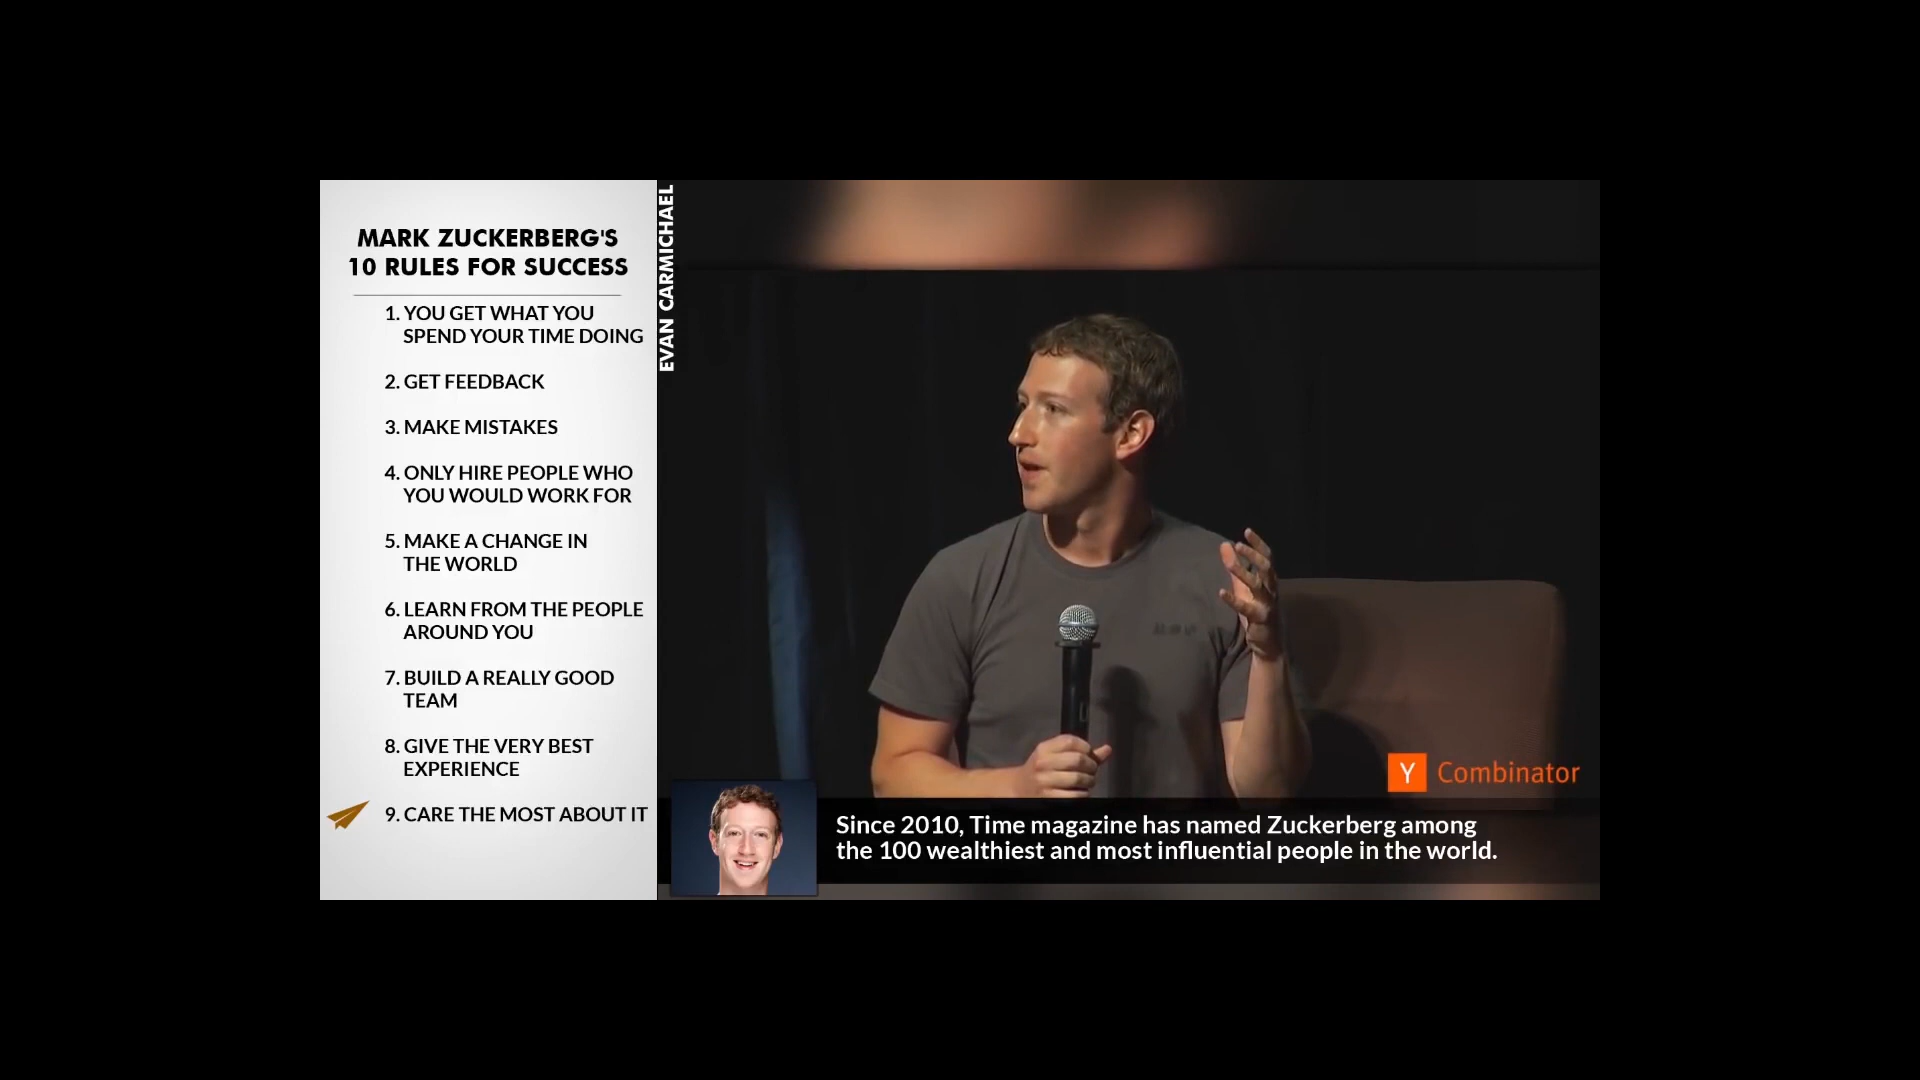 MARK ZUCKERBERG'S
10 RULES FOR SUCCESS
1. YOU GET WHAT YOU
SPEND YOUR TIME DOING
2. GET FEEDBACK
3. MAKE MISTAKES
4. ONLY HIRE PEOPLE WHO
YOU WOULD WORK FOR
5. MAKE A CHANGE IN
THE WORLD
6. LEARN FROM THE PEOPLE
AROUND YOU
7. BUILD A REALLY GOOD
TEAM
8. GIVE THE VERY BEST
EXPERIENCE
9. CARE THE MOST ABOUT IT
EVAN CARMICHAEL
Y Combinator
Since 2010, Time magazine has named Zuckerberg among
the 100 wealthiest and most influential people in the world.